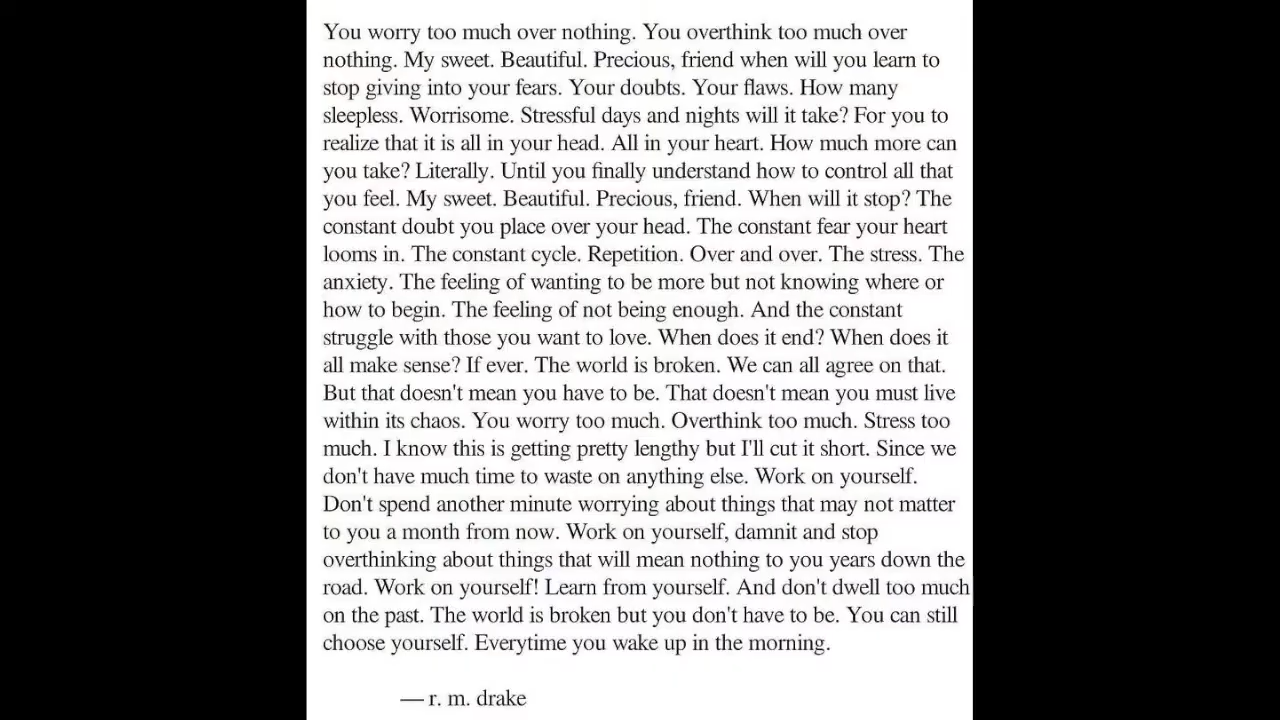 You worry too much over nothing. You overthink too much over
nothing. My sweet. Beautiful. Precious, friend when will you learn to
stop giving into your fears. Your doubts. Your flaws. How many
sleepless. Worrisome. Stressful days and nights will it take? For you to
realize that it is all in your head. All in your heart. How much more can
you take? Literally. Until you finally understand how to control all that
you feel. My sweet. Beautiful. Precious, friend. When will it stop? The
constant doubt you place over your head. The constant fear your heart
looms in. The constant cycle. Repetition. Over and over. The stress. The
anxiety. The feeling of wanting to be more but not knowing where or
how to begin. The feeling of not being enough. And the constant
struggle with those you want to love. When does it end? When does it
all make sense? If ever. The world is broken. We can all agree on that.
But that doesn't mean you have to be. That doesn't mean you must live
within its chaos. You worry too much. Overthink too much. Stress too
much. I know this is getting pretty lengthy but I'll cut it short. Since we
don't have much time to waste on anything else. Work on yourself.
Don't spend another minute worrying about things that may not matter
to you a month from now. Work on yourself, damnit and stop
overthinking about things that will mean nothing to you years down the
road. Work on yourself! Learn from yourself. And don't dwell too much
on the past. The world is broken but you don't have to be. You can still
choose yourself. Everytime you wake up in the morning.
— r. m. drake